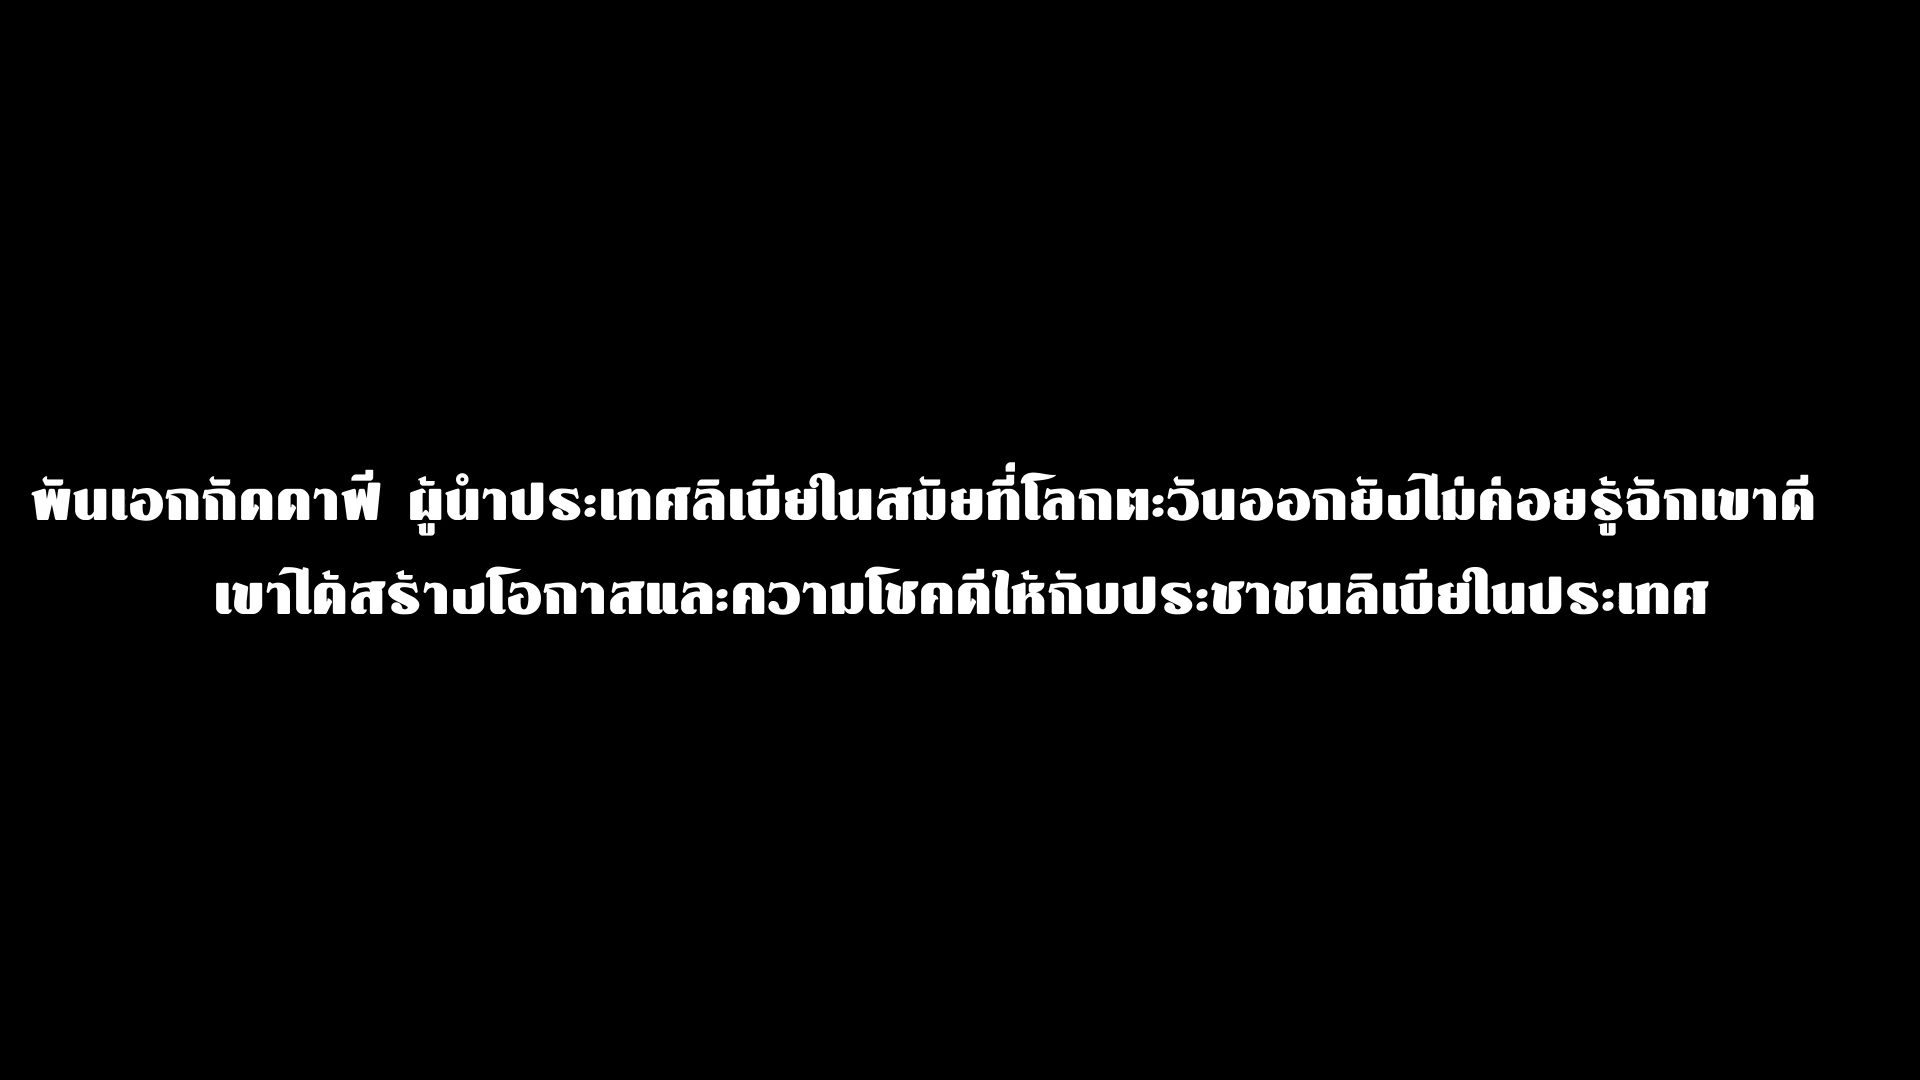 พันเอกกัดดาฟี ผู้นำประเทศลิเบียในสมัยที่โลกตะวันออกยังไม่ค่อยรู้จักเขาดี
เขาได้สร้างโอกาสและความโชคดีให้กับประชาชนลิเบียในประเทศ